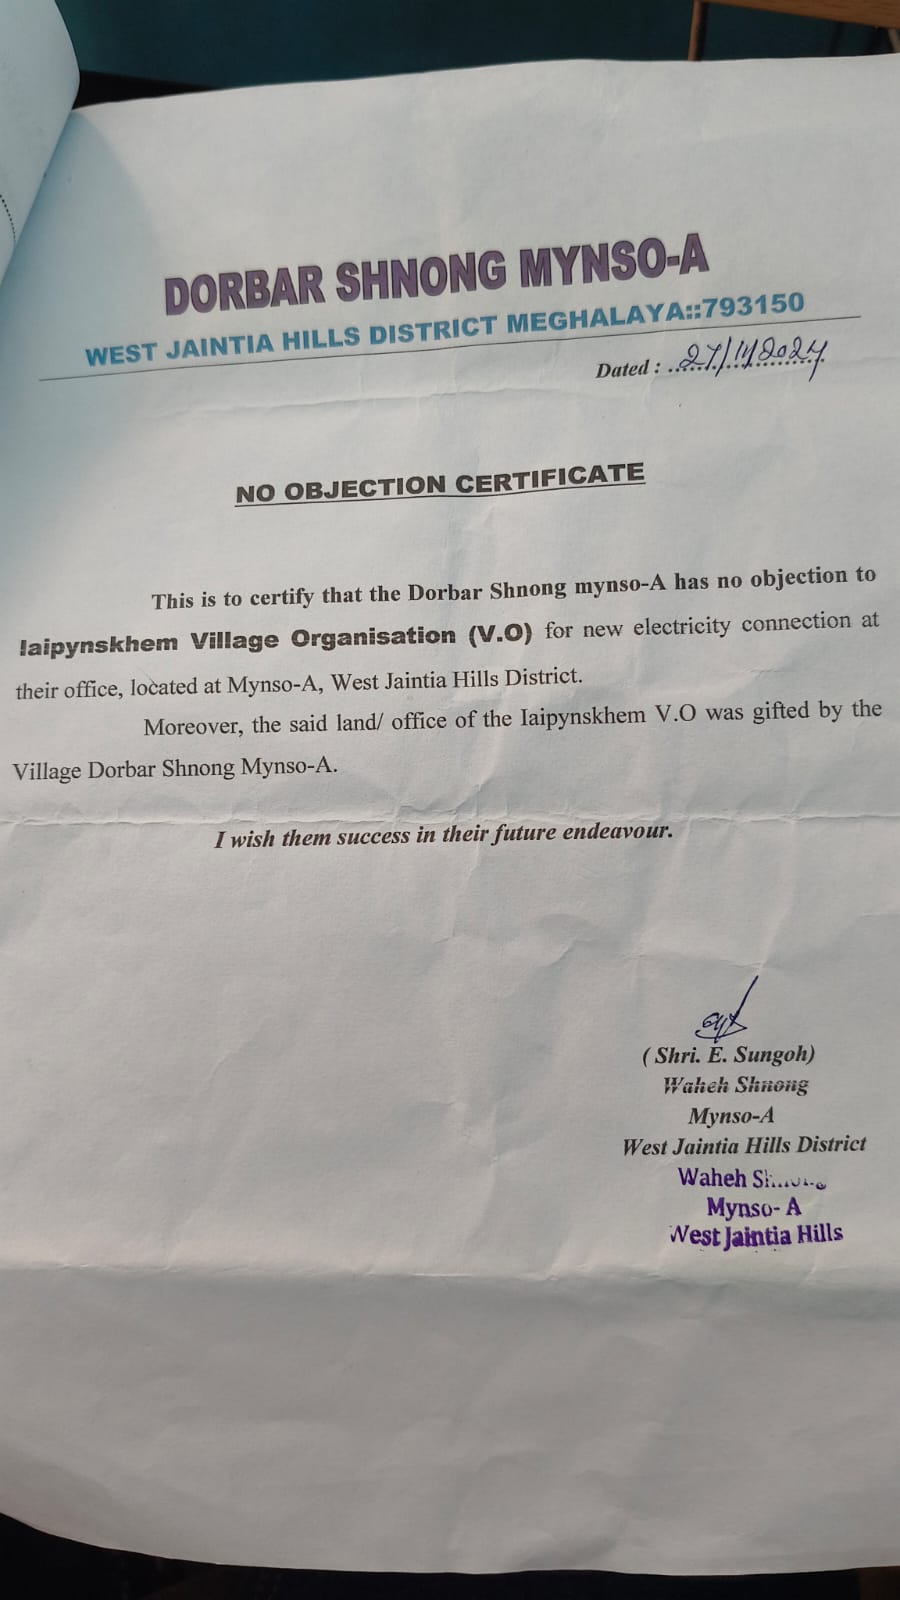 DORBAR SHNONG MYNSO-A
WEST JAINTIA HILLS DISTRICT MEGHALAYA::793150
Dated : 27/11/2024
NO OBJECTION CERTIFICATE
This is to certify that the Dorbar Shnong mynso-A has no objection to
Iaipynskhem Village Organisation (V.O) for new electricity connection at
their office, located at Mynso-A, West Jaintia Hills District.
Moreover, the said land/ office of the Iaipynskhem V.O was gifted by the
Village Dorbar Shnong Mynso-A.
I wish them success in their future endeavour.
( Shri. E. Sungoh)
Waheh Shnong
Mynso-A
West Jaintia Hills District
Waheh
Mynso- A
West Jaintia Hills